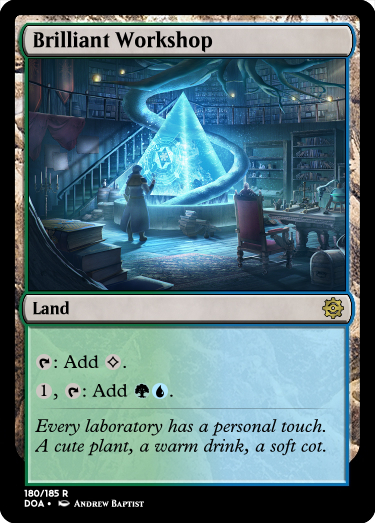 Brilliant Workshop
Land
: Add .
1, : Add .
Every laboratory has a personal touch.
A cute plant, a warm drink, a soft cot.
180/185 R
DOA • Andrew Baptist